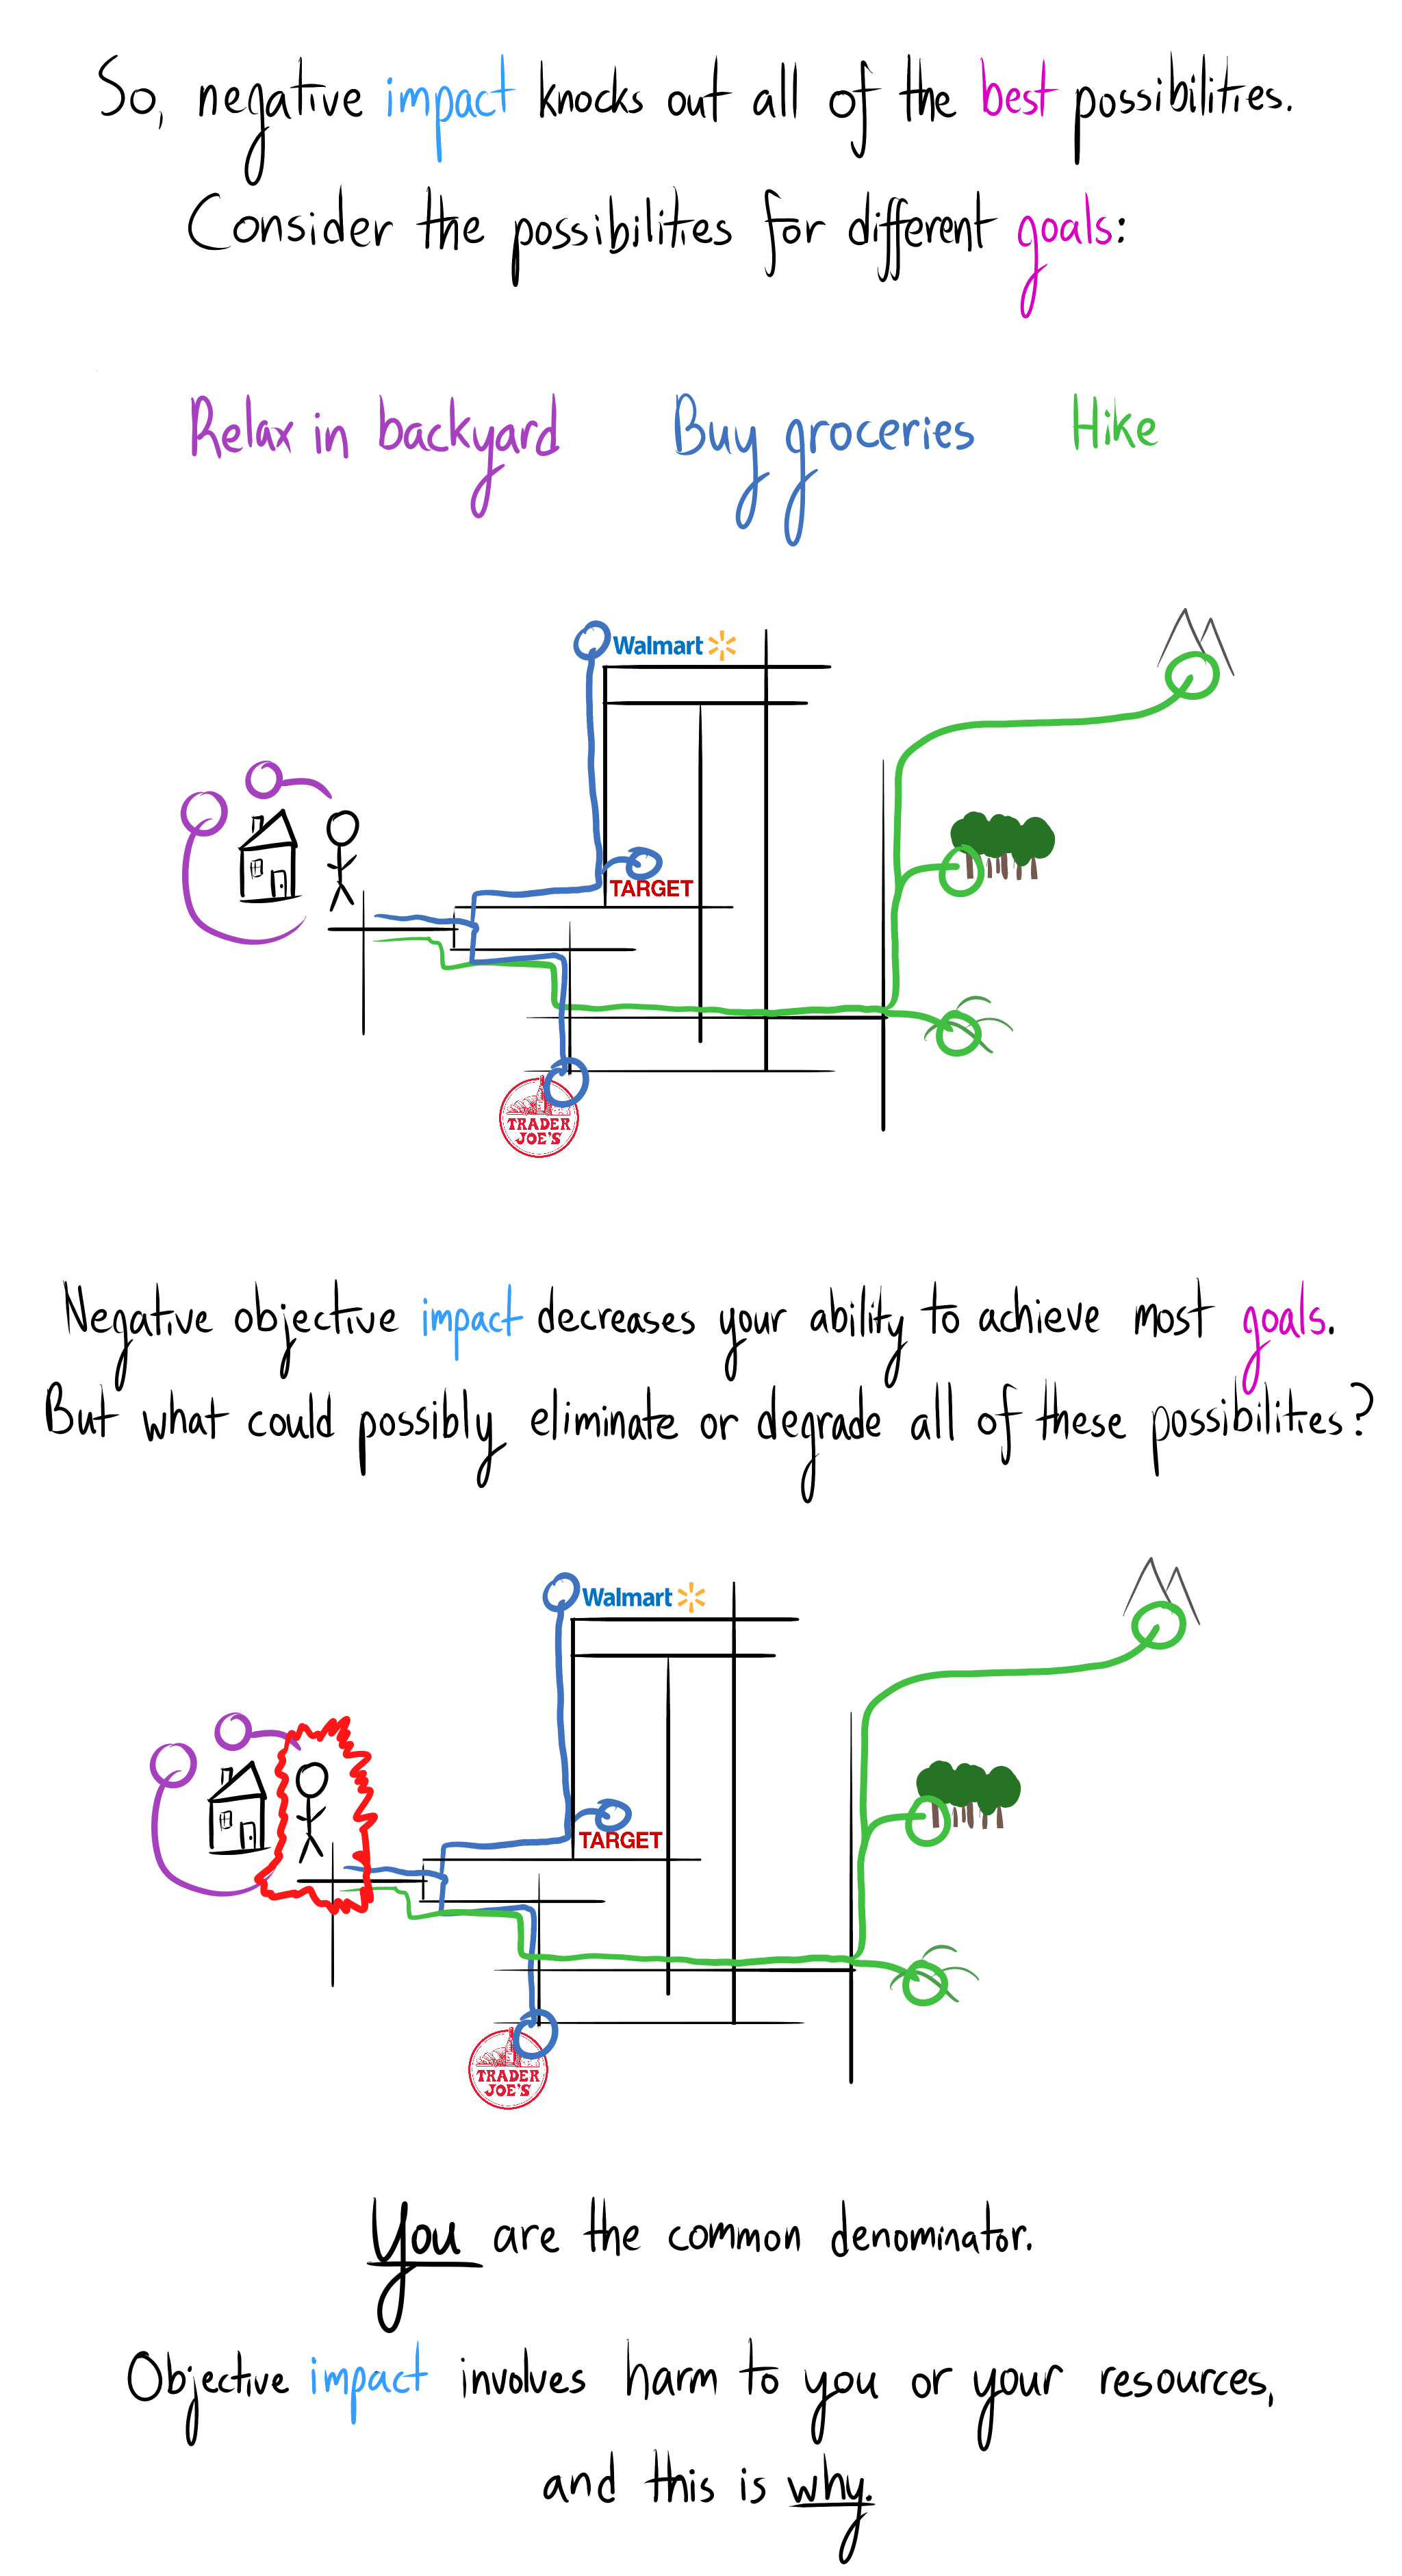 So, negative impact knocks out all of the best possibilities.
Consider the possibilities for different goals:
Relax in backyard Buy groceries Hike
Walmart
TARGET
TRADER
JOE'S
Negative objective impact decreases your ability to achieve most goals.
But what could possibly eliminate or degrade all of these possibilities?
Walmart
TARGET
TRADER
JOE'S
You are the common denominator.
Objective impact involves harm to you or your resources,
and this is why.